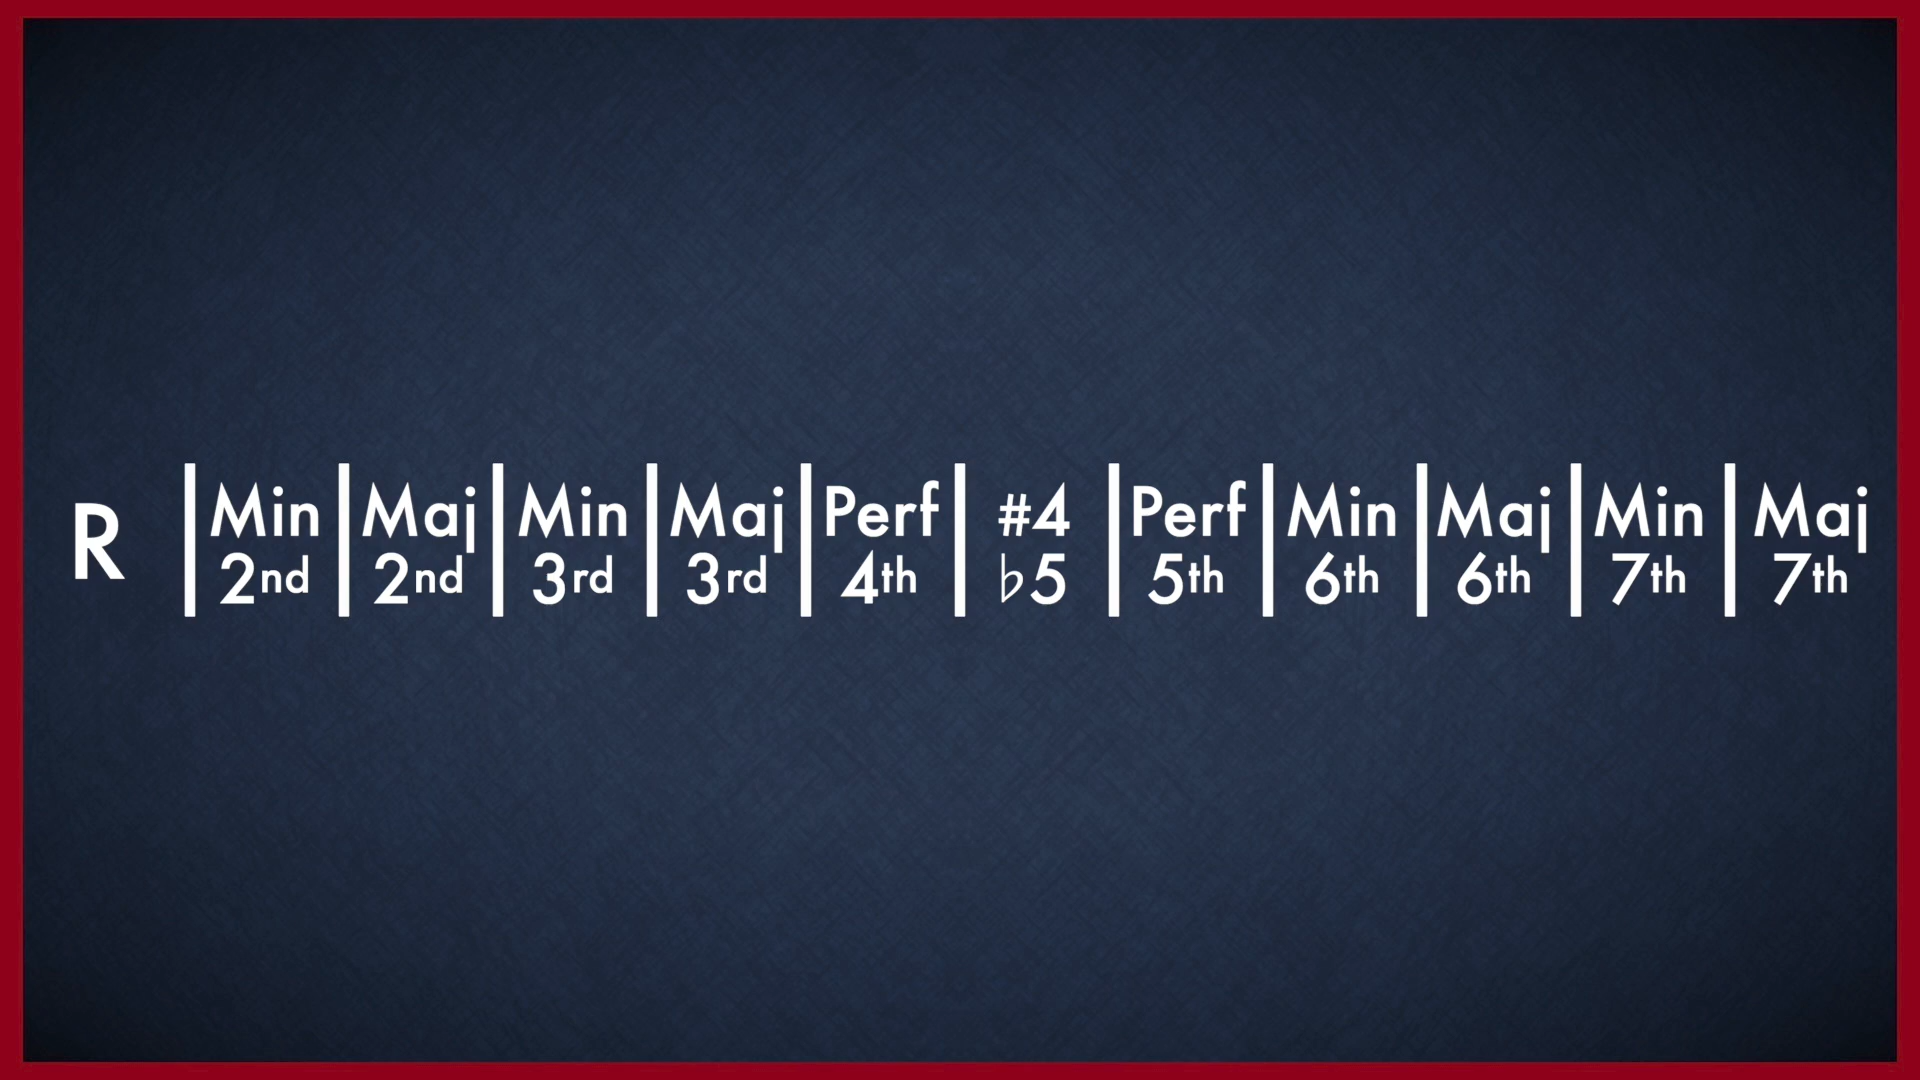 R
Min
2nd
Maj
2nd
Min
3rd
Maj
3rd
Perf
4th
#4
♭5
Perf
5th
Min
6th
Maj
6th
Min
7th
Maj
7th